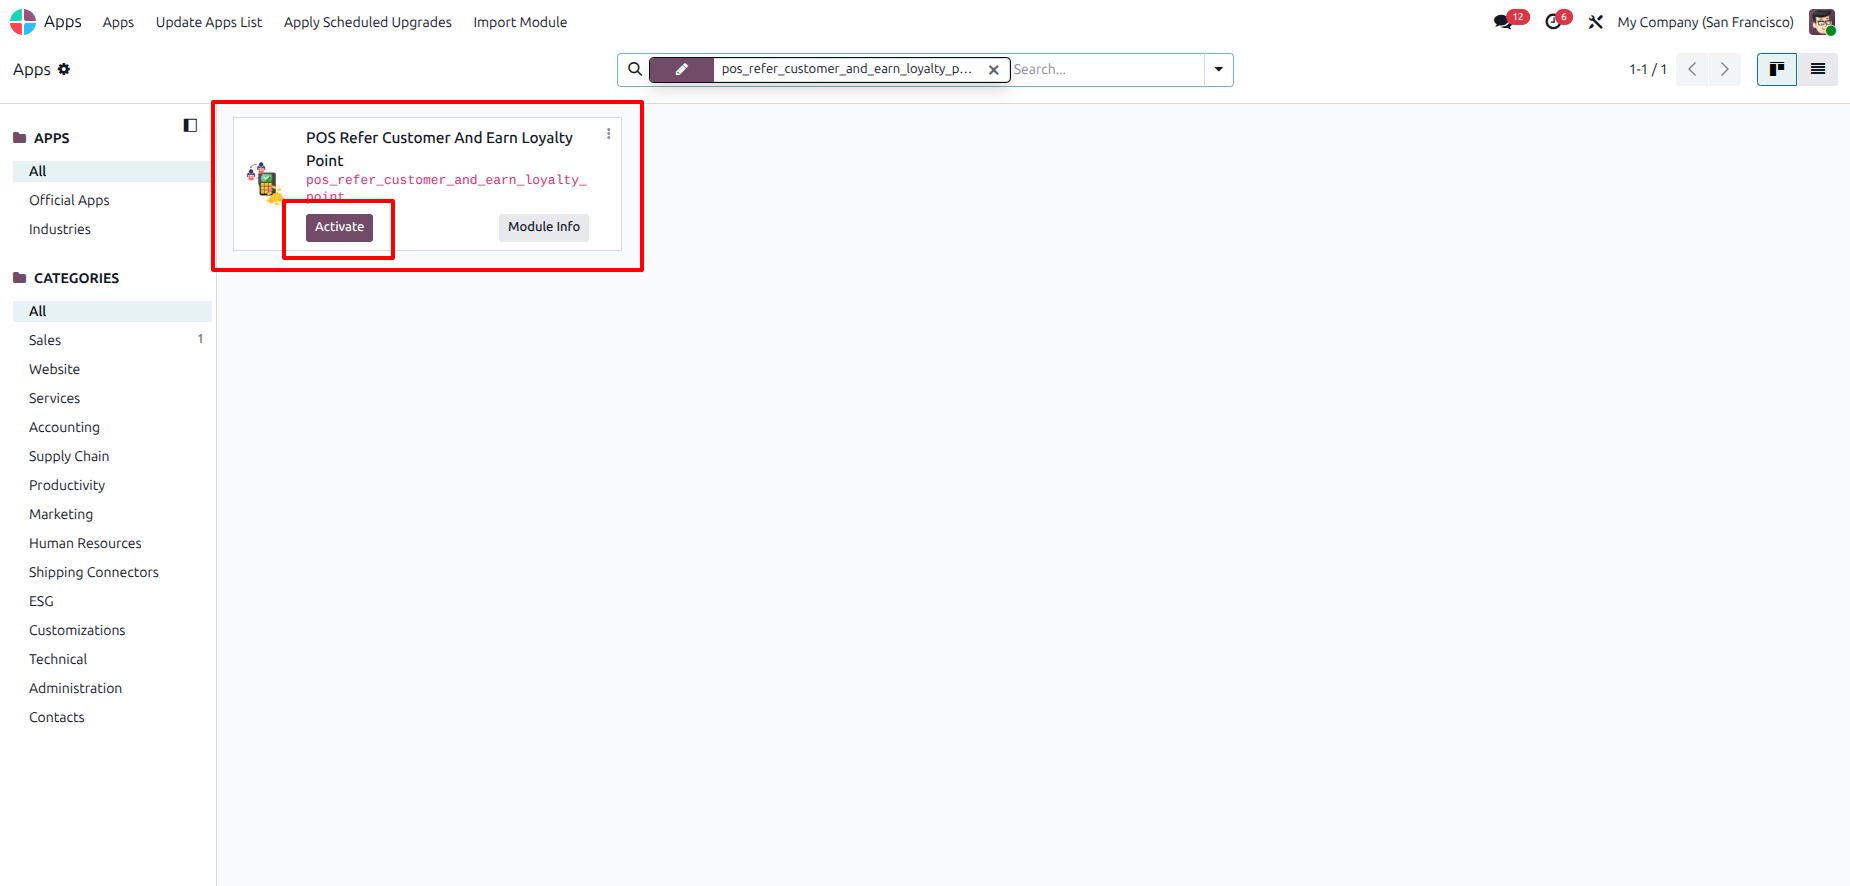 Apps Apps Update Apps List Apply Scheduled Upgrades Import Module 12 6 My Company (San Francisco)
Apps pos_refer_customer_and_earn_loyalty_p... Search... 1-1 / 1
APPS
All
Official Apps
Industries
CATEGORIES
All
Sales 1
Website
Services
Accounting
Supply Chain
Productivity
Marketing
Human Resources
Shipping Connectors
ESG
Customizations
Technical
Administration
Contacts
POS Refer Customer And Earn Loyalty
Point
pos_refer_customer_and_earn_loyalty_
point
Activate Module Info